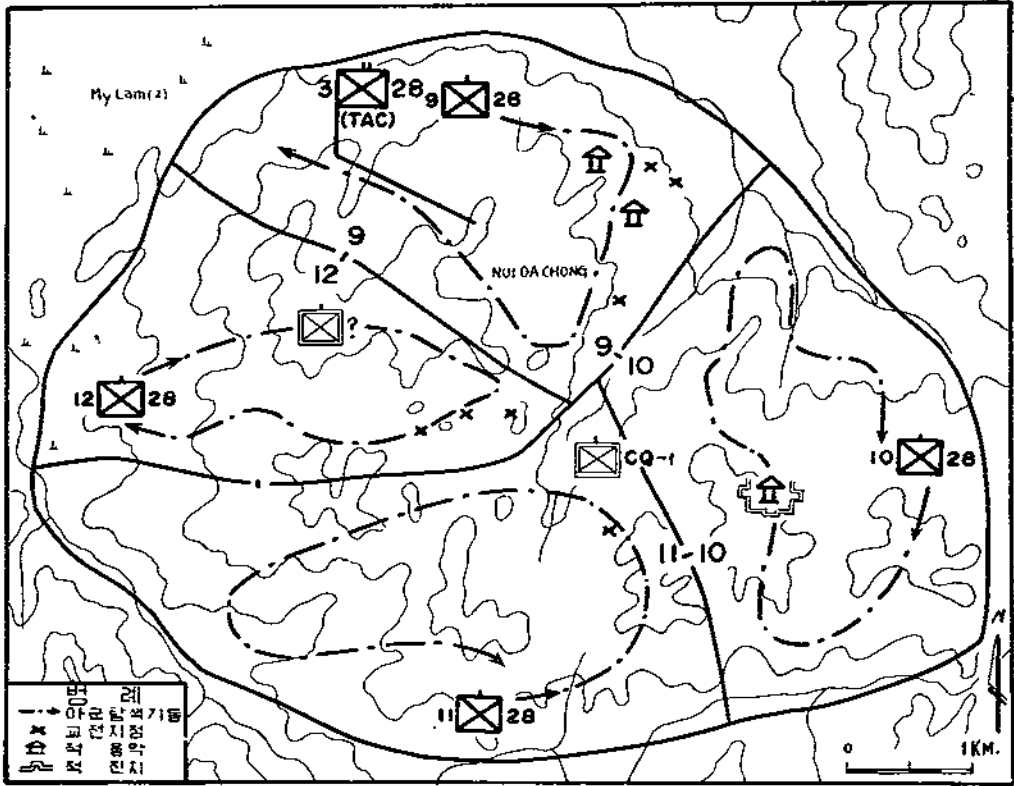 My Lam(2)
3 28
(TAC)
9 28
9
12
NUI DA CHONG
?
9
10
12 28
CQ-1
10 28
11 10
11 28
N
범 례
아군탐색기동
교전지점
적 움막
적 진지
0 1KM.